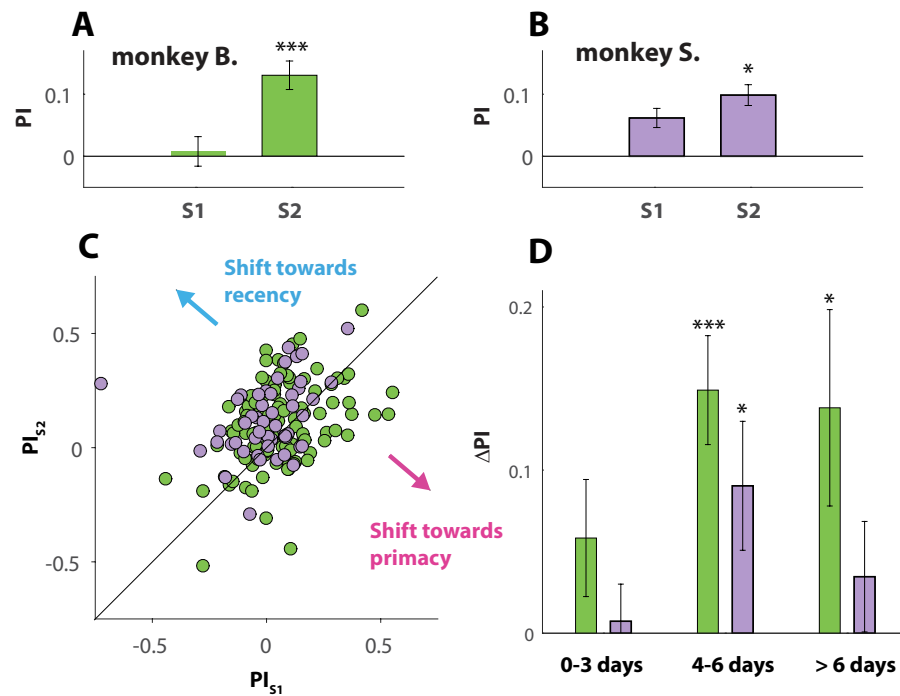 A
monkey B.
***
PI
0.1
0
S1
S2
B
monkey S.
*
PI
0.1
0
S1
S2
C
Shift towards
recency
0.5
0
-0.5
PI_S2
Shift towards
primacy
-0.5
0
0.5
PI_S1
D
0.2
0.1
0
ΔPI
***
*
*
0-3 days
4-6 days
> 6 days